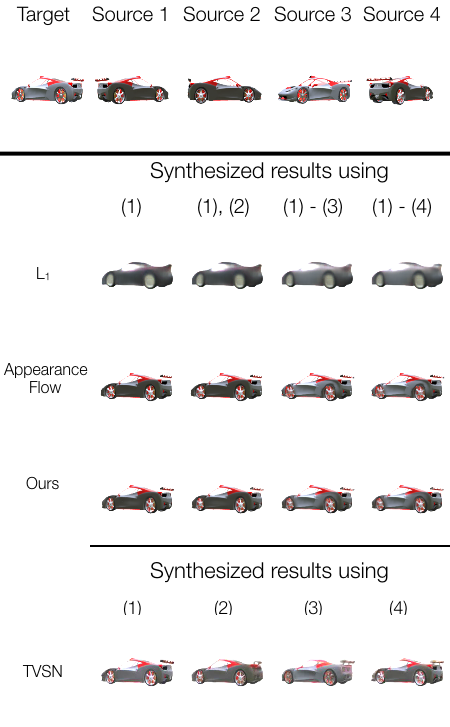 Target Source 1 Source 2 Source 3 Source 4
Synthesized results using
(1) (1), (2) (1) - (3) (1) - (4)
L₁
Appearance
Flow
Ours
Synthesized results using
(1) (2) (3) (4)
TVSN